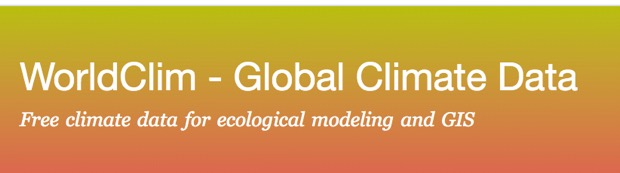 WorldClim - Global Climate Data
Free climate data for ecological modeling and GIS